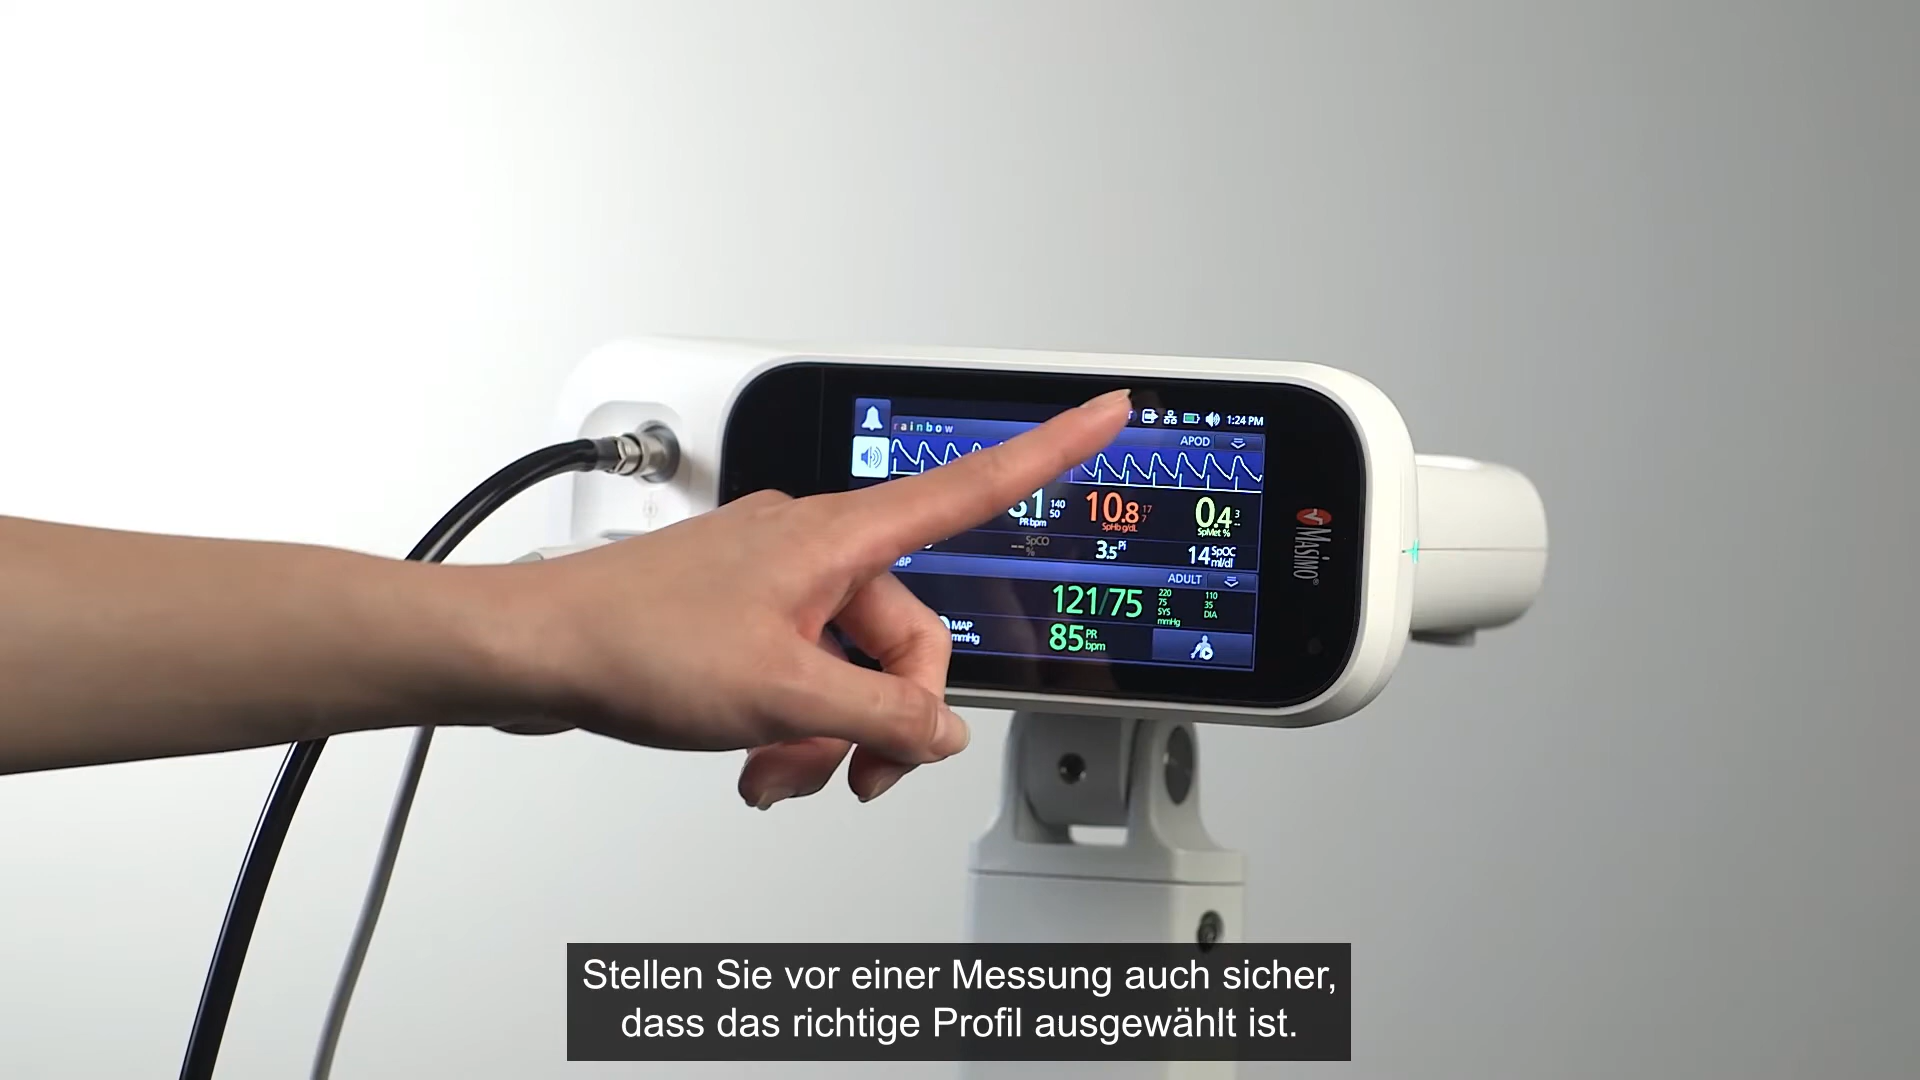 1:24 PM
rainbow
APOD
140
50
PR bpm
10.8
17
7
SpHb g/dL
0.4
3
--
SpMet %
--
SpCO
%
3.5
Pi
14
SpOC
ml/dl
ADULT
121/75
220
75
SYS
mmHg
110
35
DIA
MAP
mmHg
85
PR
bpm
Masimo®
Stellen Sie vor einer Messung auch sicher,
dass das richtige Profil ausgewählt ist.